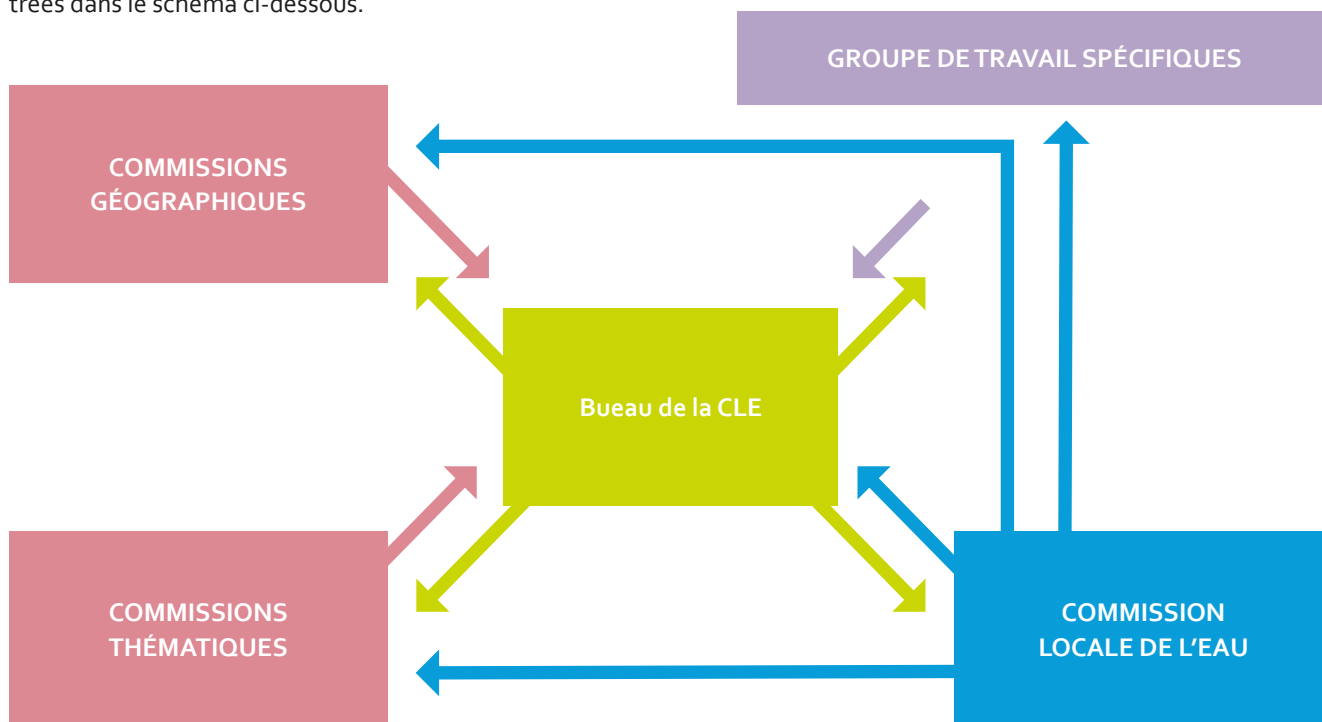 trées dans le schéma ci-dessous.
GROUPE DE TRAVAIL SPÉCIFIQUES
COMMISSIONS
GÉOGRAPHIQUES
Bueau de la CLE
COMMISSIONS
THÉMATIQUES
COMMISSION
LOCALE DE L’EAU